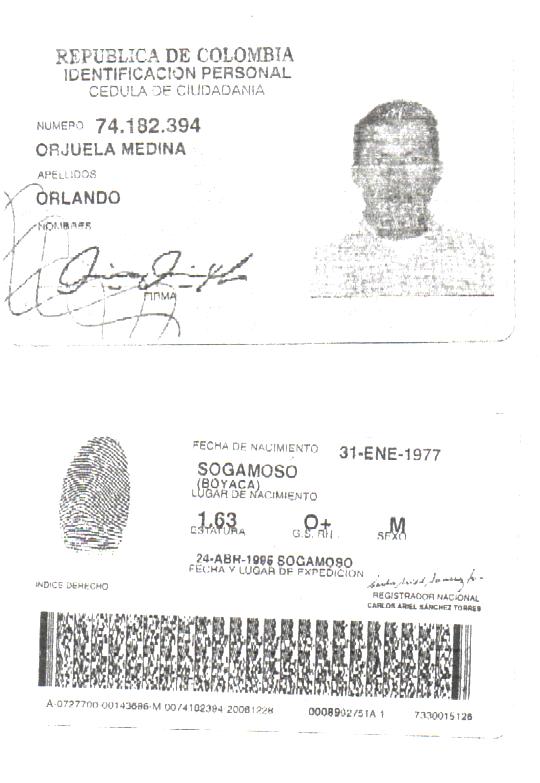 REPUBLICA DE COLOMBIA
IDENTIFICACION PERSONAL
CEDULA DE CIUDADANIA
NUMERO 74.182.394
ORJUELA MEDINA
APELLIDOS
ORLANDO
NOMBRES
FIRMA
FECHA DE NACIMIENTO 31-ENE-1977
SOGAMOSO
(BOYACA)
LUGAR DE NACIMIENTO
1.63 O+ M
ESTATURA G.S. RH SEXO
24-ABR-1995 SOGAMOSO
FECHA Y LUGAR DE EXPEDICION
INDICE DERECHO
REGISTRADOR NACIONAL
CARLOS ARIEL SÁNCHEZ TORRES
A-0727700-00143686-M-0074182394-20061228 0008902751A 1 7330015126